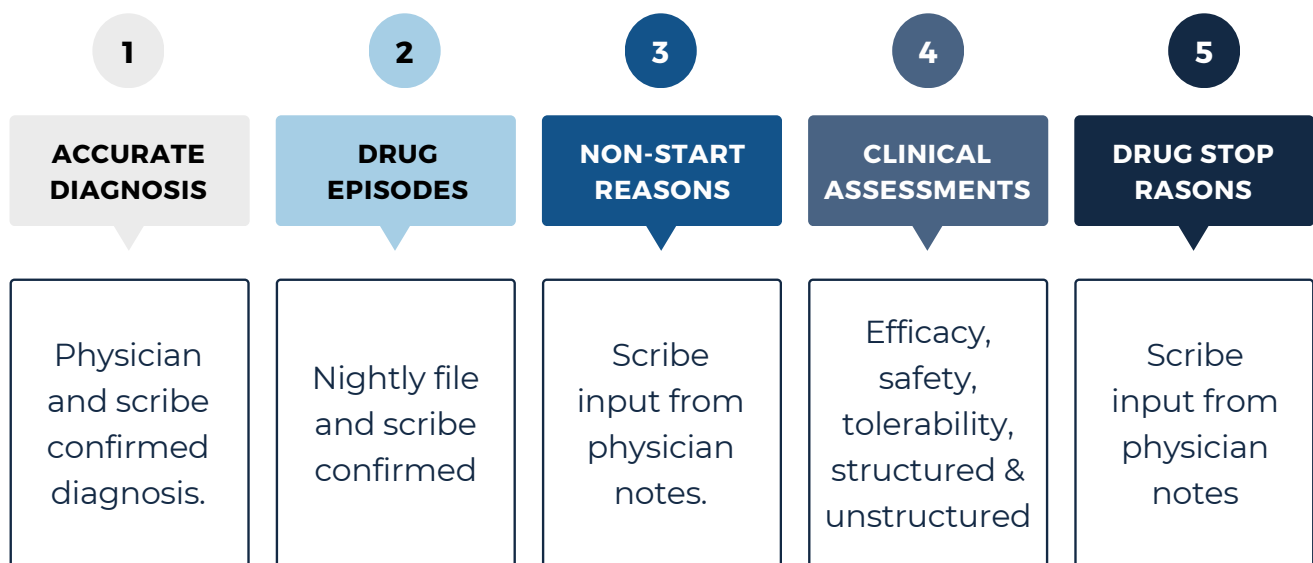 1
ACCURATE
DIAGNOSIS
Physician
and scribe
confirmed
diagnosis.
2
DRUG
EPISODES
Nightly file
and scribe
confirmed
3
NON-START
REASONS
Scribe
input from
physician
notes.
4
CLINICAL
ASSESSMENTS
Efficacy,
safety,
tolerability,
structured &
unstructured
5
DRUG STOP
RASONS
Scribe
input from
physician
notes